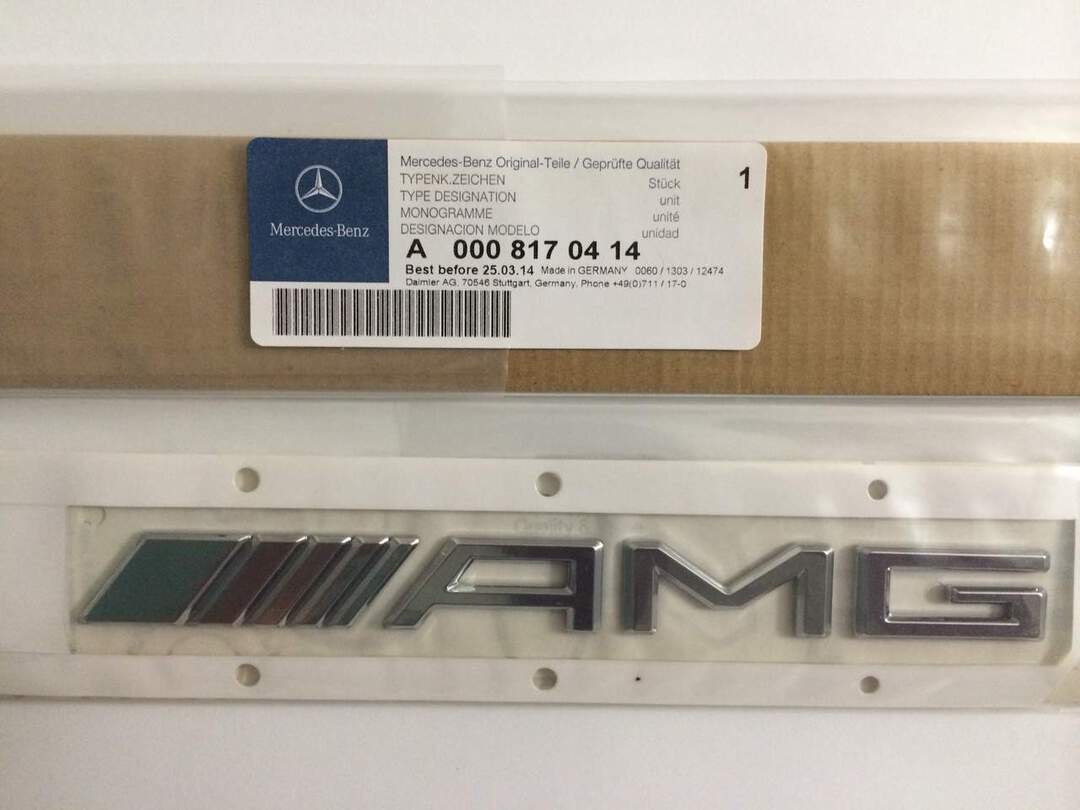 Mercedes-Benz
Mercedes-Benz Original-Teile / Geprüfte Qualität
TYPENK.ZEICHEN Stück 1
TYPE DESIGNATION unit
MONOGRAMME unité
DESIGNACION MODELO unidad
A 000 817 04 14
Best before 25.03.14 Made in GERMANY 0060 / 1303 / 12474
Daimler AG, 70546 Stuttgart, Germany, Phone +49(0)711 / 17-0
AMG